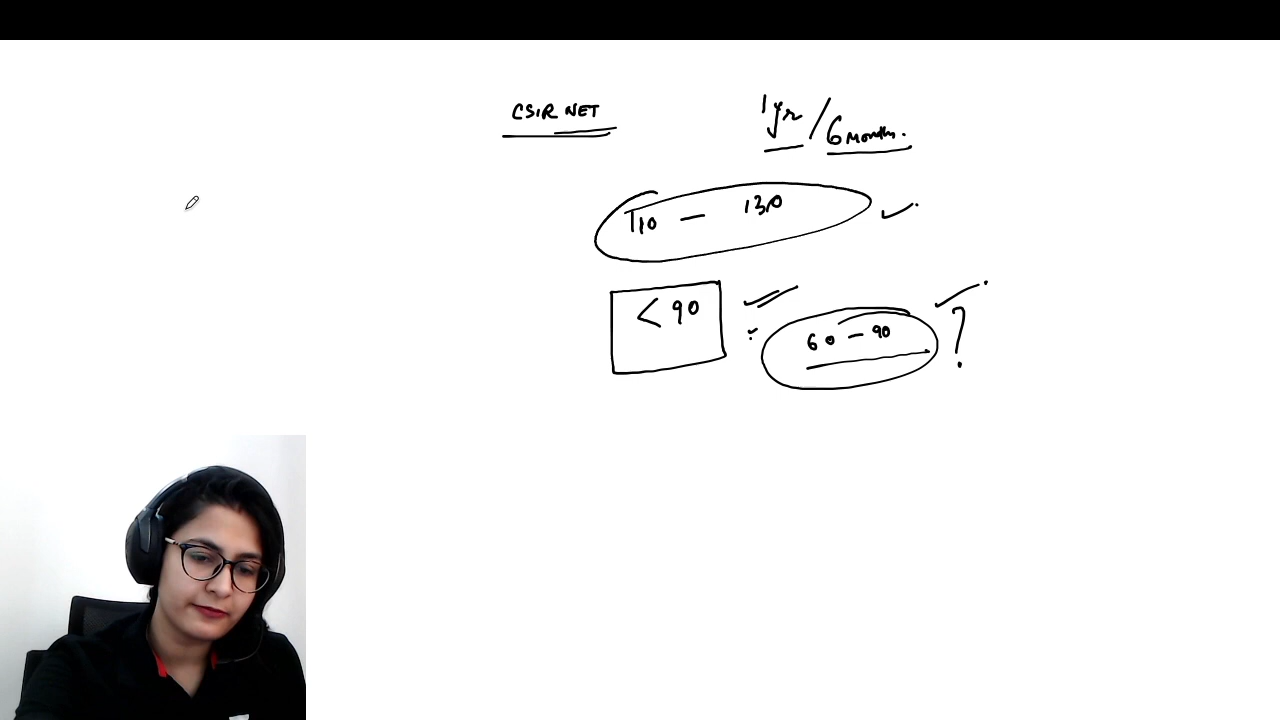 CSIR NET
1yr / 6 Months.
110 — 130
< 90
60 — 90 ?